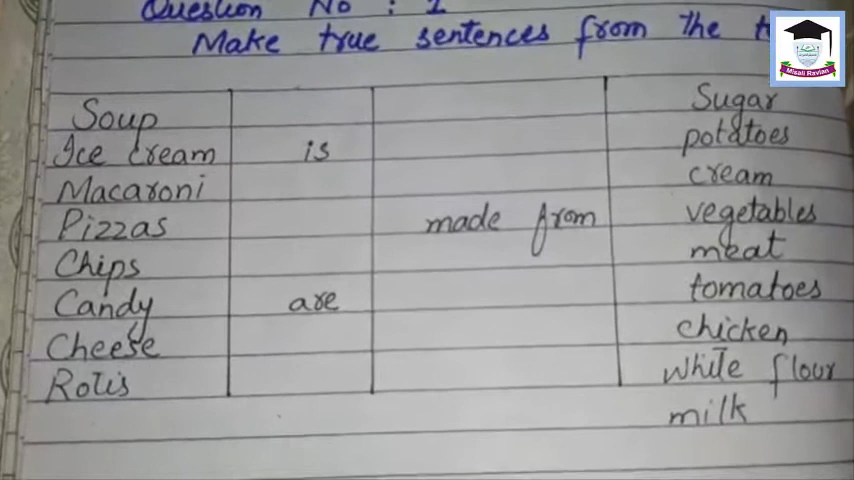 Question No : 1
Make true sentences from the
Soup Sugar
Ice cream is potatoes
Macaroni cream
Pizzas made from vegetables
Chips meat
Candy are tomatoes
Cheese chicken
Rotis white flour
milk
Misali Ravian